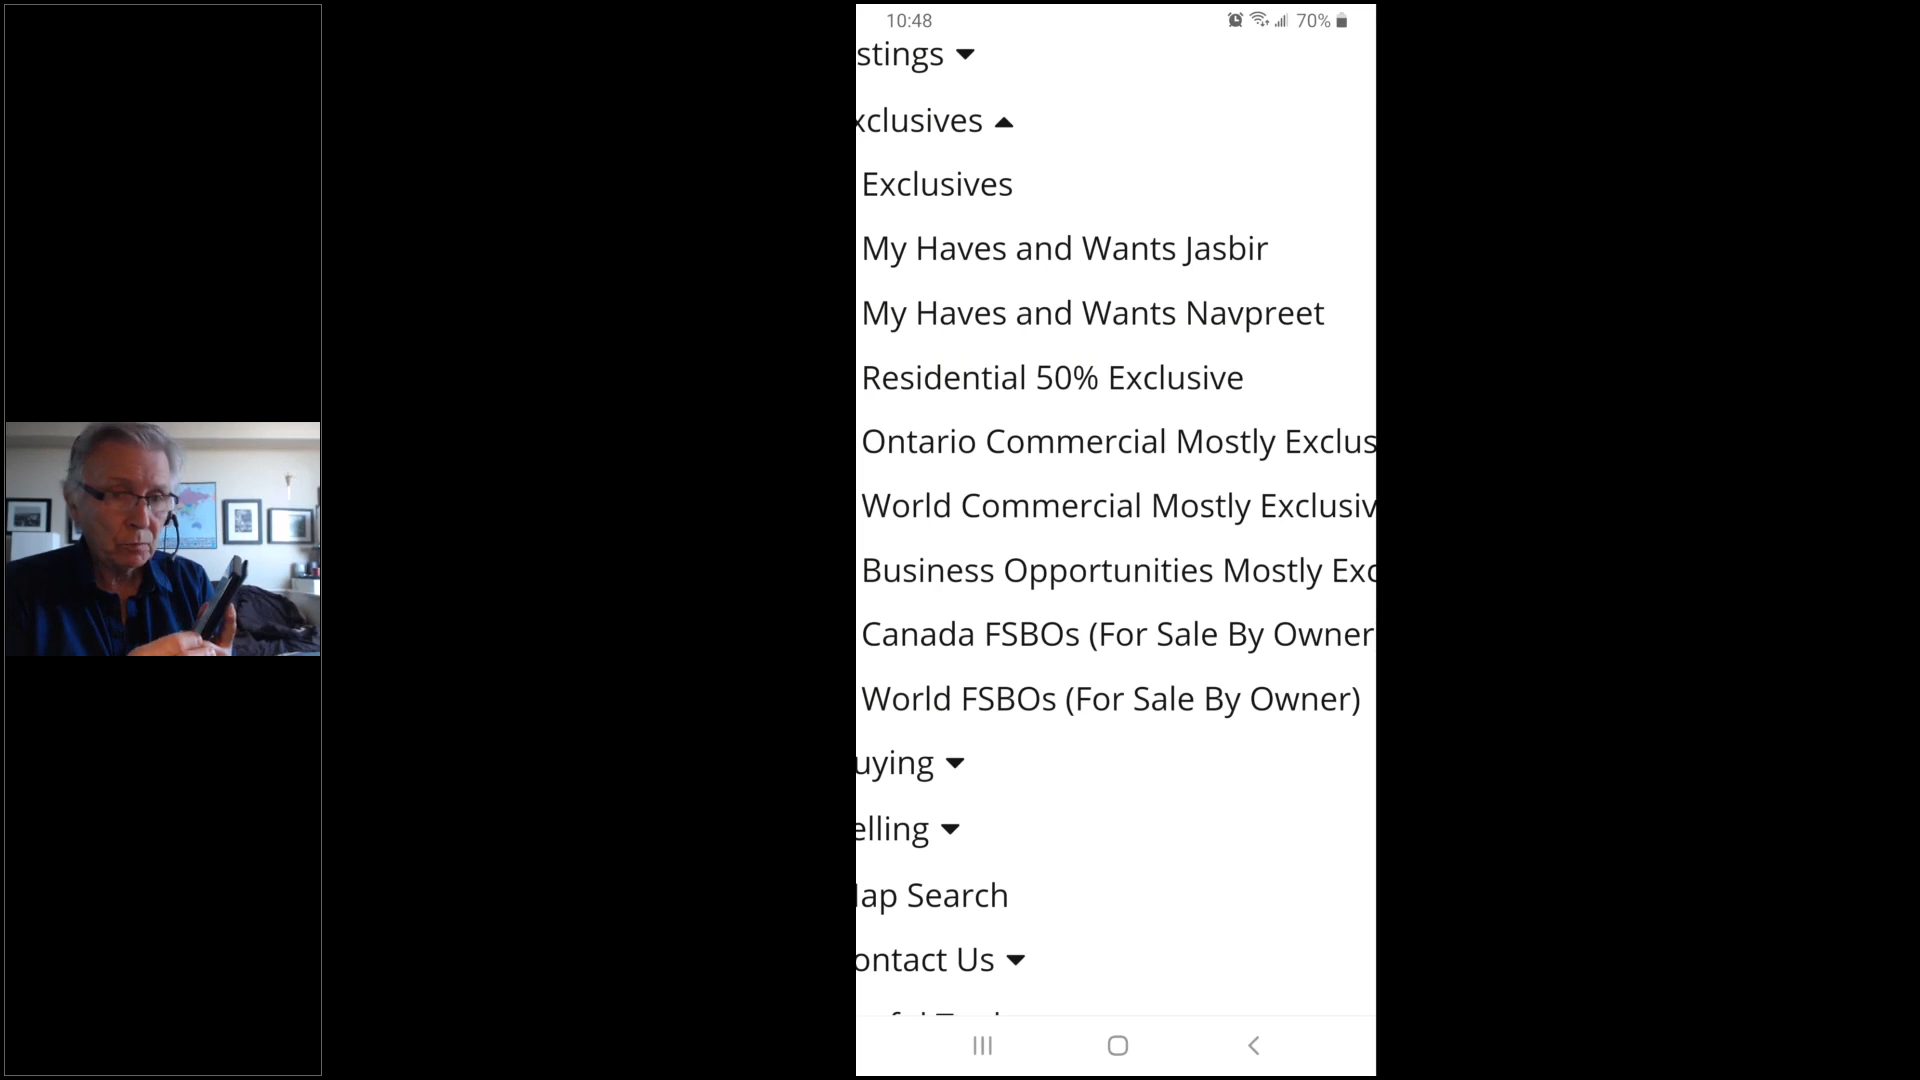 10:48 70%
stings
xclusives
Exclusives
My Haves and Wants Jasbir
My Haves and Wants Navpreet
Residential 50% Exclusive
Ontario Commercial Mostly Exclus
World Commercial Mostly Exclusiv
Business Opportunities Mostly Exc
Canada FSBOs (For Sale By Owner
World FSBOs (For Sale By Owner)
uying
elling
ap Search
ontact Us